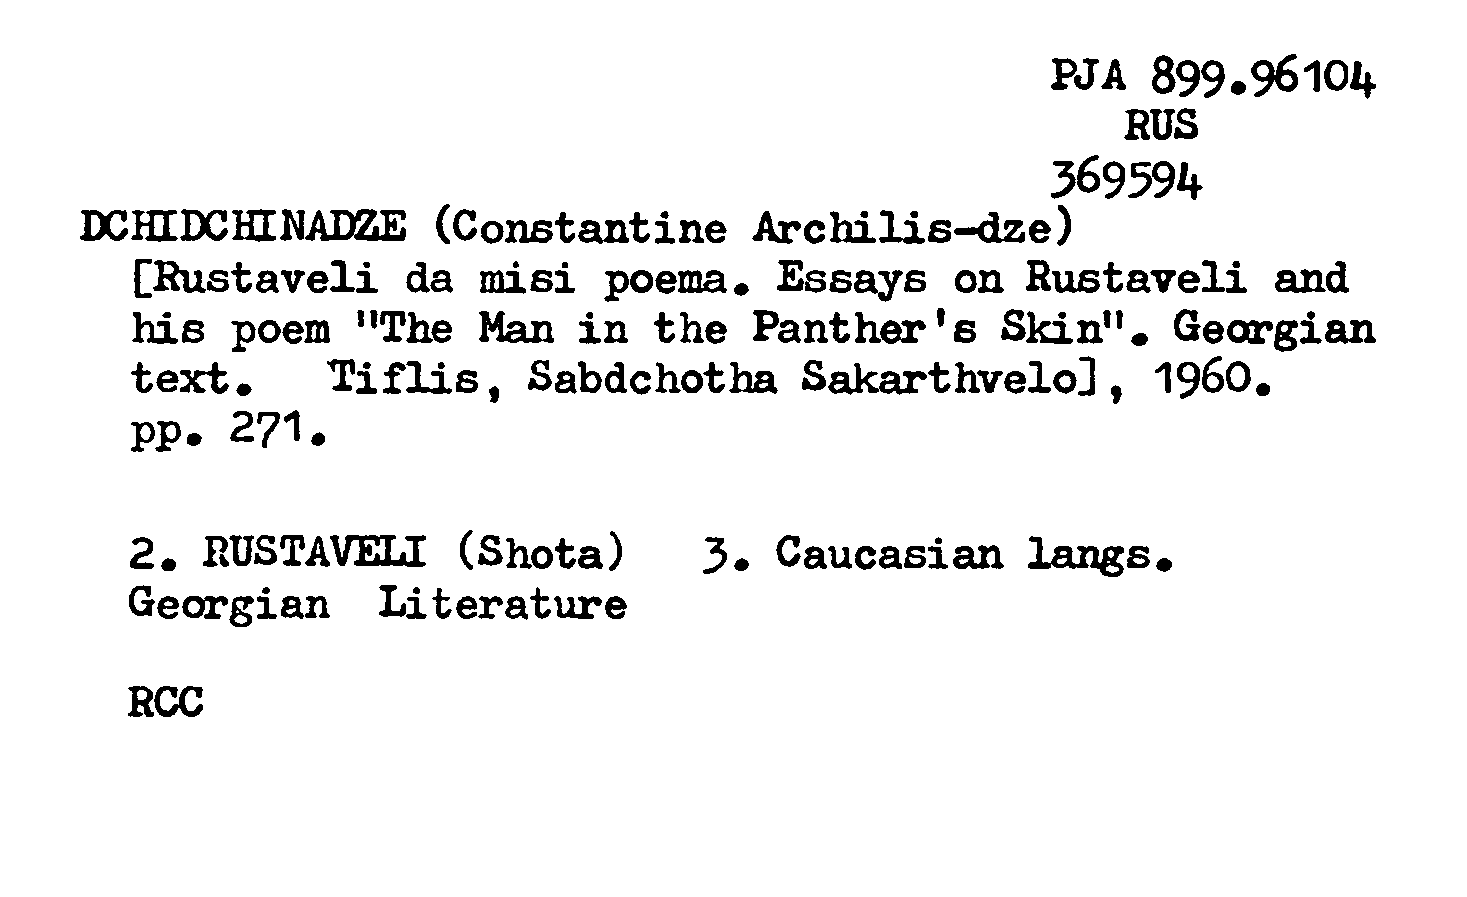 PJA 899.96104
RUS
369594
DCHIDCHINADZE (Constantine Archilis-dze)
[Rustaveli da misi poema. Essays on Rustaveli and
his poem "The Man in the Panther's Skin". Georgian
text. Tiflis, Sabdchotha Sakarthvelo], 1960.
pp. 271.
2. RUSTAVELI (Shota) 3. Caucasian langs.
Georgian Literature
RCC